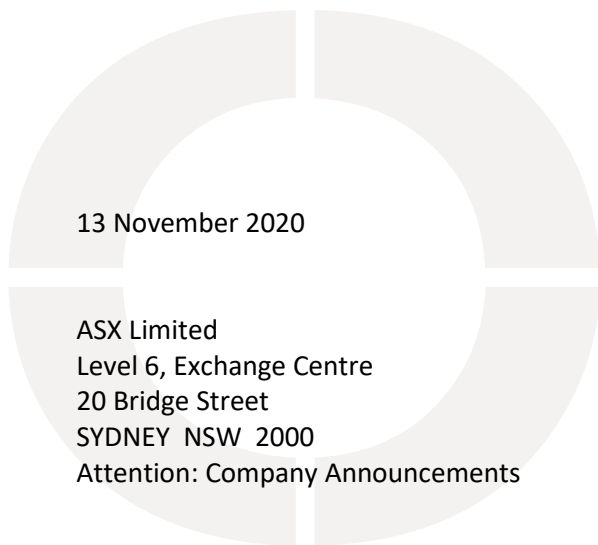 13 November 2020
ASX Limited
Level 6, Exchange Centre
20 Bridge Street
SYDNEY NSW 2000
Attention: Company Announcements